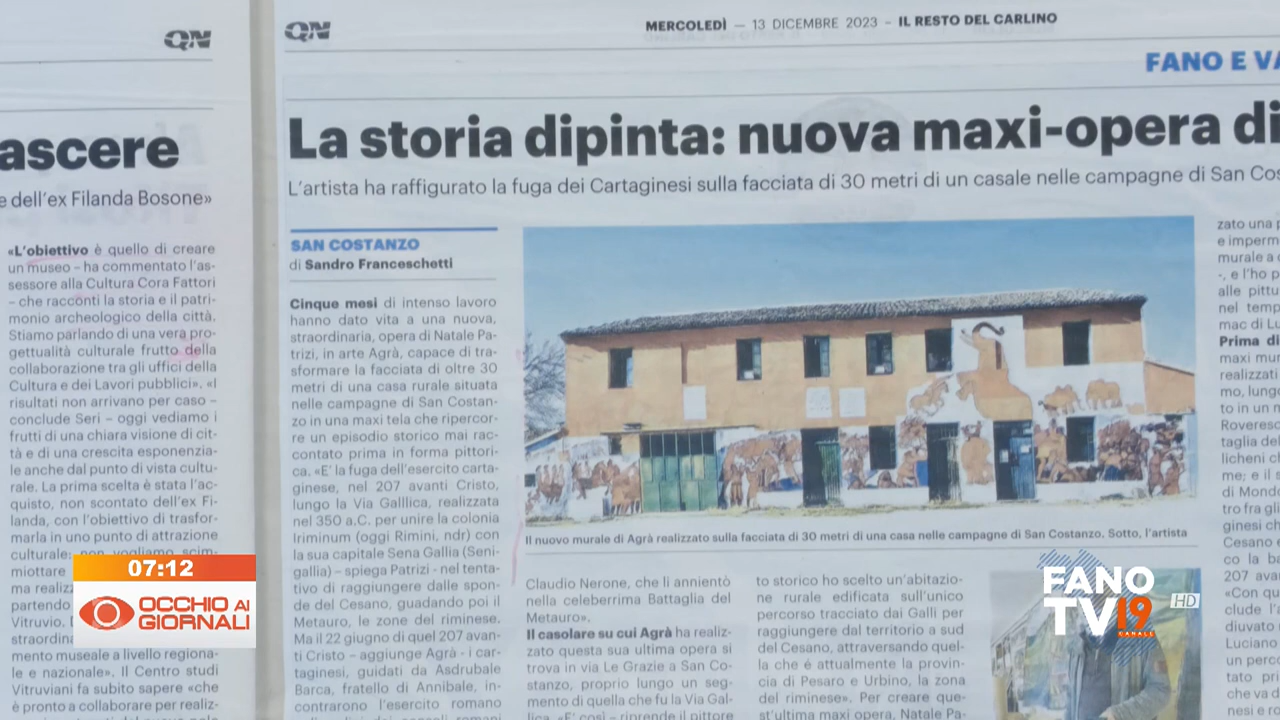 QN
ascere
e dell'ex Filanda Bosone»
«L'obiettivo è quello di creare
un museo – ha commentato l'as-
sessore alla Cultura Cora Fattori
– che racconti la storia e il patri-
monio archeologico della città.
Stiamo parlando di una vera pro-
gettualità culturale frutto della
collaborazione tra gli uffici della
Cultura e dei Lavori pubblici». «I
risultati non arrivano per caso –
conclude Seri – oggi vediamo i
frutti di una chiara visione di cit-
tà e di una crescita esponenzia-
le anche dal punto di vista cultu-
rale. La prima scelta è stata l'ac-
quisto, non scontato dell'ex Fi-
landa, con l'obiettivo di trasfor-
marla in uno punto di attrazione
culturale: non vogliamo scim-
miottare
ma realiz
partendo
Vitruvio.
straordina
mento museale a livello regiona-
le e nazionale». Il Centro studi
Vitruviani fa subito sapere «che
è pronto a collaborare per realiz-
QN
MERCOLEDÌ — 13 DICEMBRE 2023 – IL RESTO DEL CARLINO
FANO E VA
La storia dipinta: nuova maxi-opera di
L'artista ha raffigurato la fuga dei Cartaginesi sulla facciata di 30 metri di un casale nelle campagne di San Cos
SAN COSTANZO
di Sandro Franceschetti
Cinque mesi di intenso lavoro
hanno dato vita a una nuova,
straordinaria, opera di Natale Pa-
trizi, in arte Agrà, capace di tra-
sformare la facciata di oltre 30
metri di una casa rurale situata
nelle campagne di San Costan-
zo in una maxi tela che ripercor-
re un episodio storico mai rac-
contato prima in forma pittori-
ca. «E' la fuga dell'esercito carta-
ginese, nel 207 avanti Cristo,
lungo la Via Galllica, realizzata
nel 350 a.C. per unire la colonia
Iriminum (oggi Rimini, ndr) con
la sua capitale Sena Gallia (Seni-
gallia) – spiega Patrizi - nel tenta-
tivo di raggiungere dalle spon-
de del Cesano, guadando poi il
Metauro, le zone del riminese.
Ma il 22 giugno di quel 207 avan-
ti Cristo – aggiunge Agrà - i car-
taginesi, guidati da Asdrubale
Barca, fratello di Annibale, in-
contrarono l'esercito romano
Il nuovo murale di Agrà realizzato sulla facciata di 30 metri di una casa nelle campagne di San Costanzo. Sotto, l'artista
Claudio Nerone, che li annientò
nella celeberrima Battaglia del
Metauro».
Il casolare su cui Agrà ha realiz-
zato questa sua ultima opera si
trova in via Le Grazie a San Co-
stanzo, proprio lungo un seg-
mento di quella che fu la Via Gal-
lica. «E' così – riprende il pittore
to storico ho scelto un'abitazio-
ne rurale edificata sull'unico
percorso tracciato dai Galli per
raggiungere dal territorio a sud
del Cesano, attraversando quel-
la che è attualmente la provin-
cia di Pesaro e Urbino, la zona
del riminese». Per creare que-
st'ultima maxi opera, Natale Pa-
zato una p
e imperm
murale a
-, e l'ho p
alle pittu
nel temp
mac di La
Prima di
maxi mur
realizzati
mo, lungo
to in un r
Roveresc
taglia del
licheni ch
me; e il s
di Mondo
tro fra gl
ginesi ch
Cesano e
co la ba
207 ava
«Con qu
clude l'
diuvato
Luciano
un perco
tato pri
che va d
nesi e ro
07:12
OCCHIO AI
GIORNALI
FANO
TV19
CANALE
HD